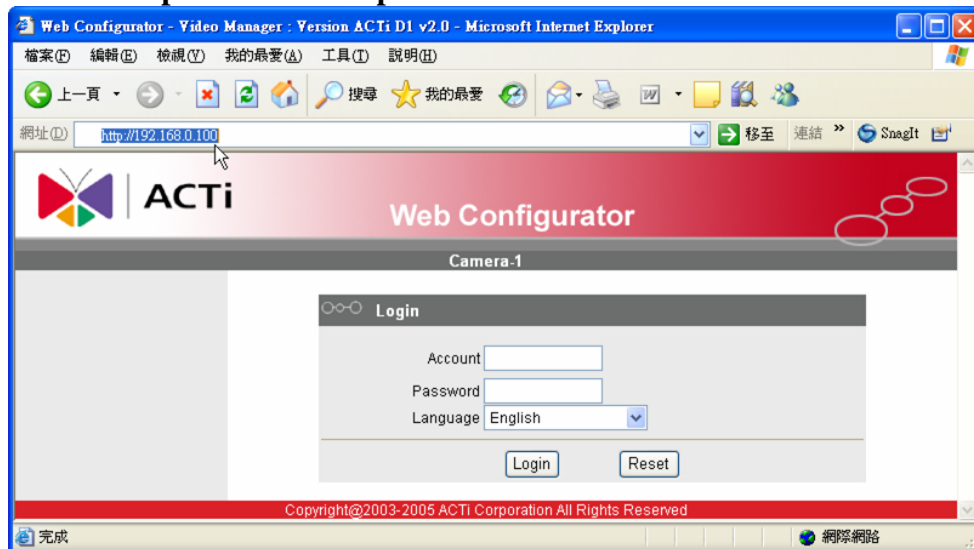 Web Configurator - Video Manager : Version ACTi D1 v2.0 - Microsoft Internet Explorer
檔案(F) 編輯(E) 檢視(V) 我的最愛(A) 工具(T) 說明(H)
上一頁 搜尋 我的最愛
網址(D) http://192.168.0.100 移至 連結 » SnagIt
ACTi
Web Configurator
Camera-1
Login
Account
Password
Language English
Login Reset
Copyright@2003-2005 ACTi Corporation All Rights Reserved
完成 網際網路